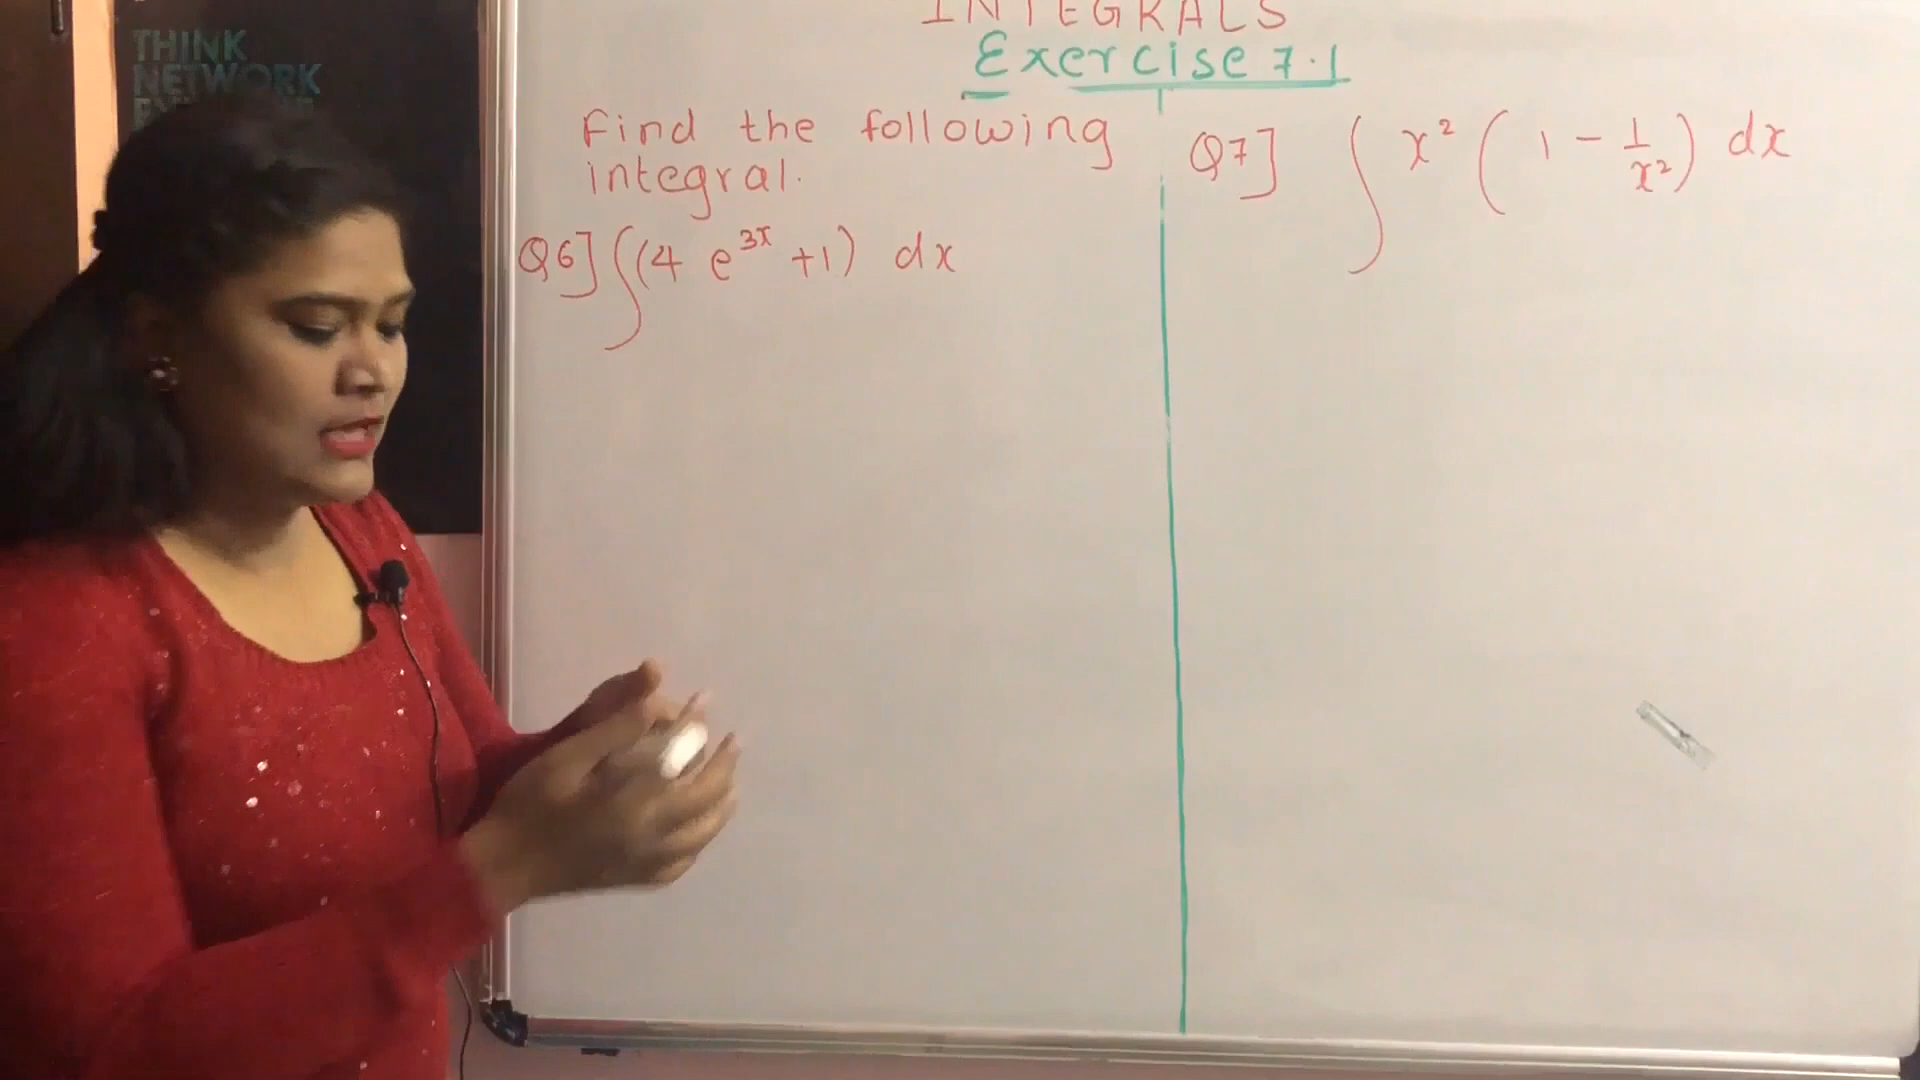 THINK
NETWORK
INTEGRALS
Exercise 7.1
Find the following
integral.
Q6] ∫(4 e^{3x} +1) dx
Q7] ∫ x² ( 1 - 1/x² ) dx